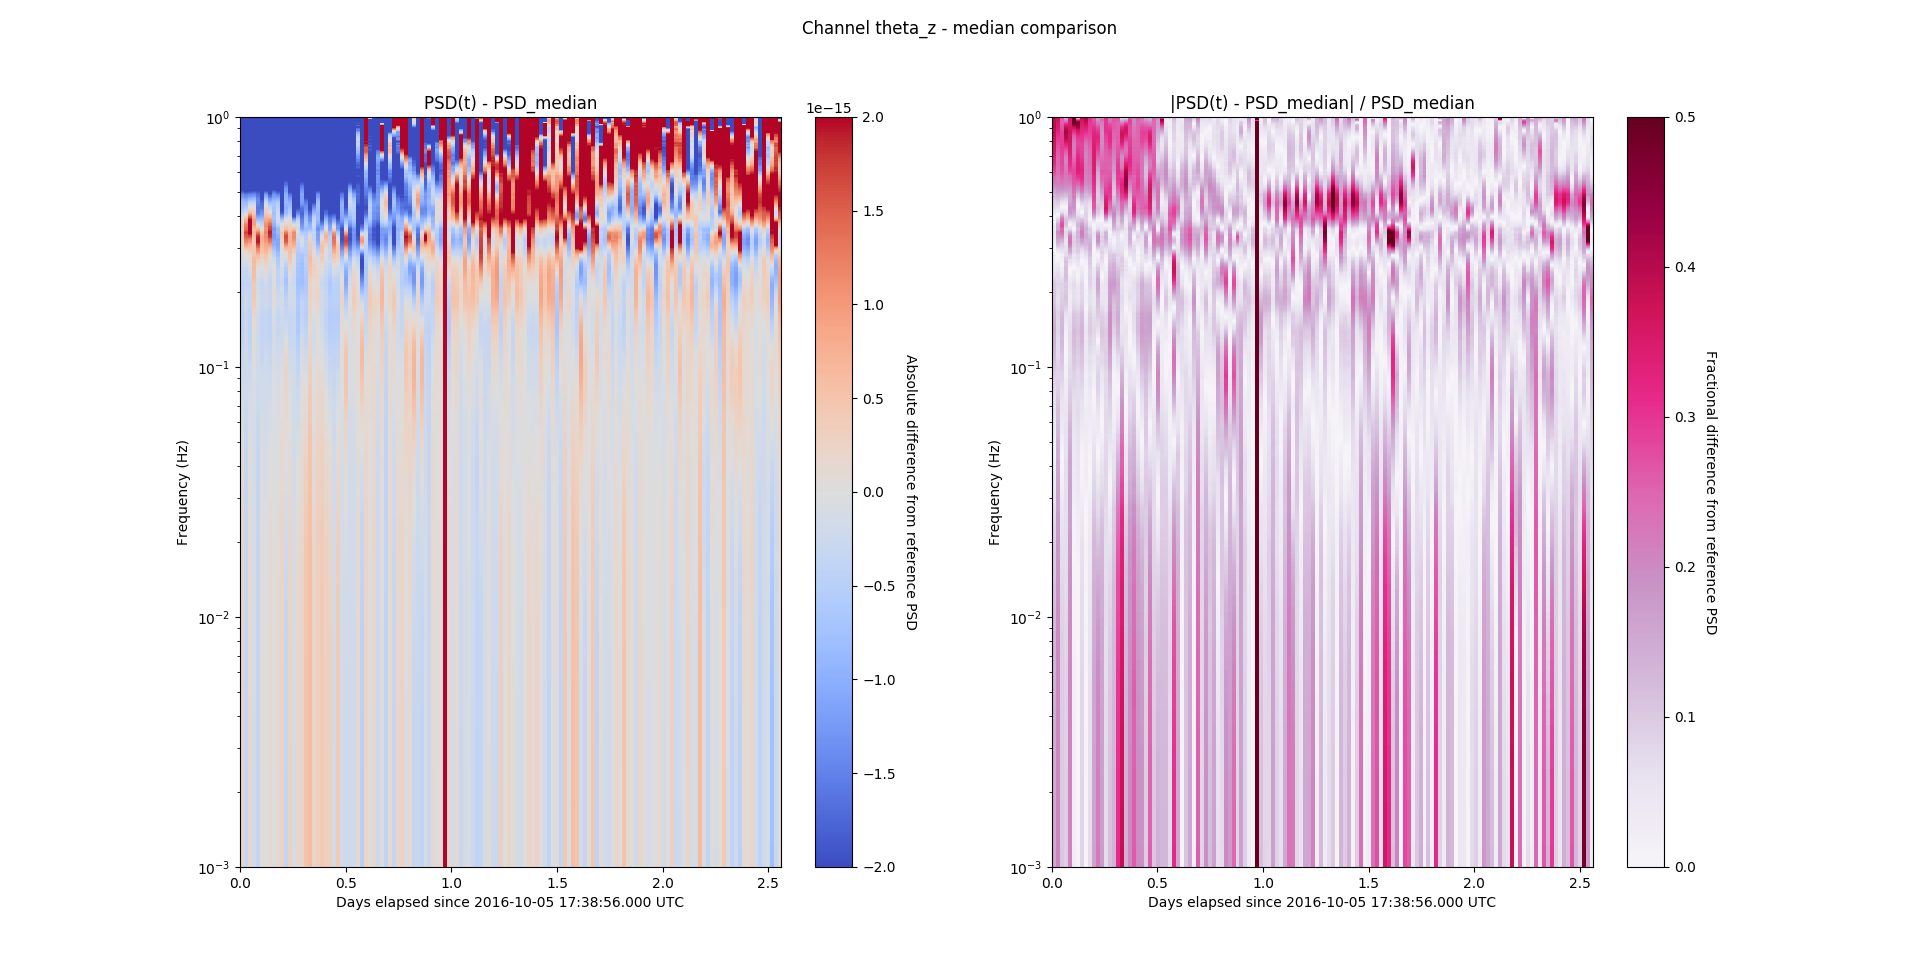 Channel theta_z - median comparison
PSD(t) - PSD_median
1e−15
10⁰
10⁻¹
10⁻²
10⁻³
Frequency (Hz)
0.0 0.5 1.0 1.5 2.0 2.5
Days elapsed since 2016-10-05 17:38:56.000 UTC
2.0
1.5
1.0
0.5
0.0
−0.5
−1.0
−1.5
−2.0
Absolute difference from reference PSD
|PSD(t) - PSD_median| / PSD_median
10⁰
10⁻¹
10⁻²
10⁻³
Frequency (Hz)
0.0 0.5 1.0 1.5 2.0 2.5
Days elapsed since 2016-10-05 17:38:56.000 UTC
0.5
0.4
0.3
0.2
0.1
0.0
Fractional difference from reference PSD